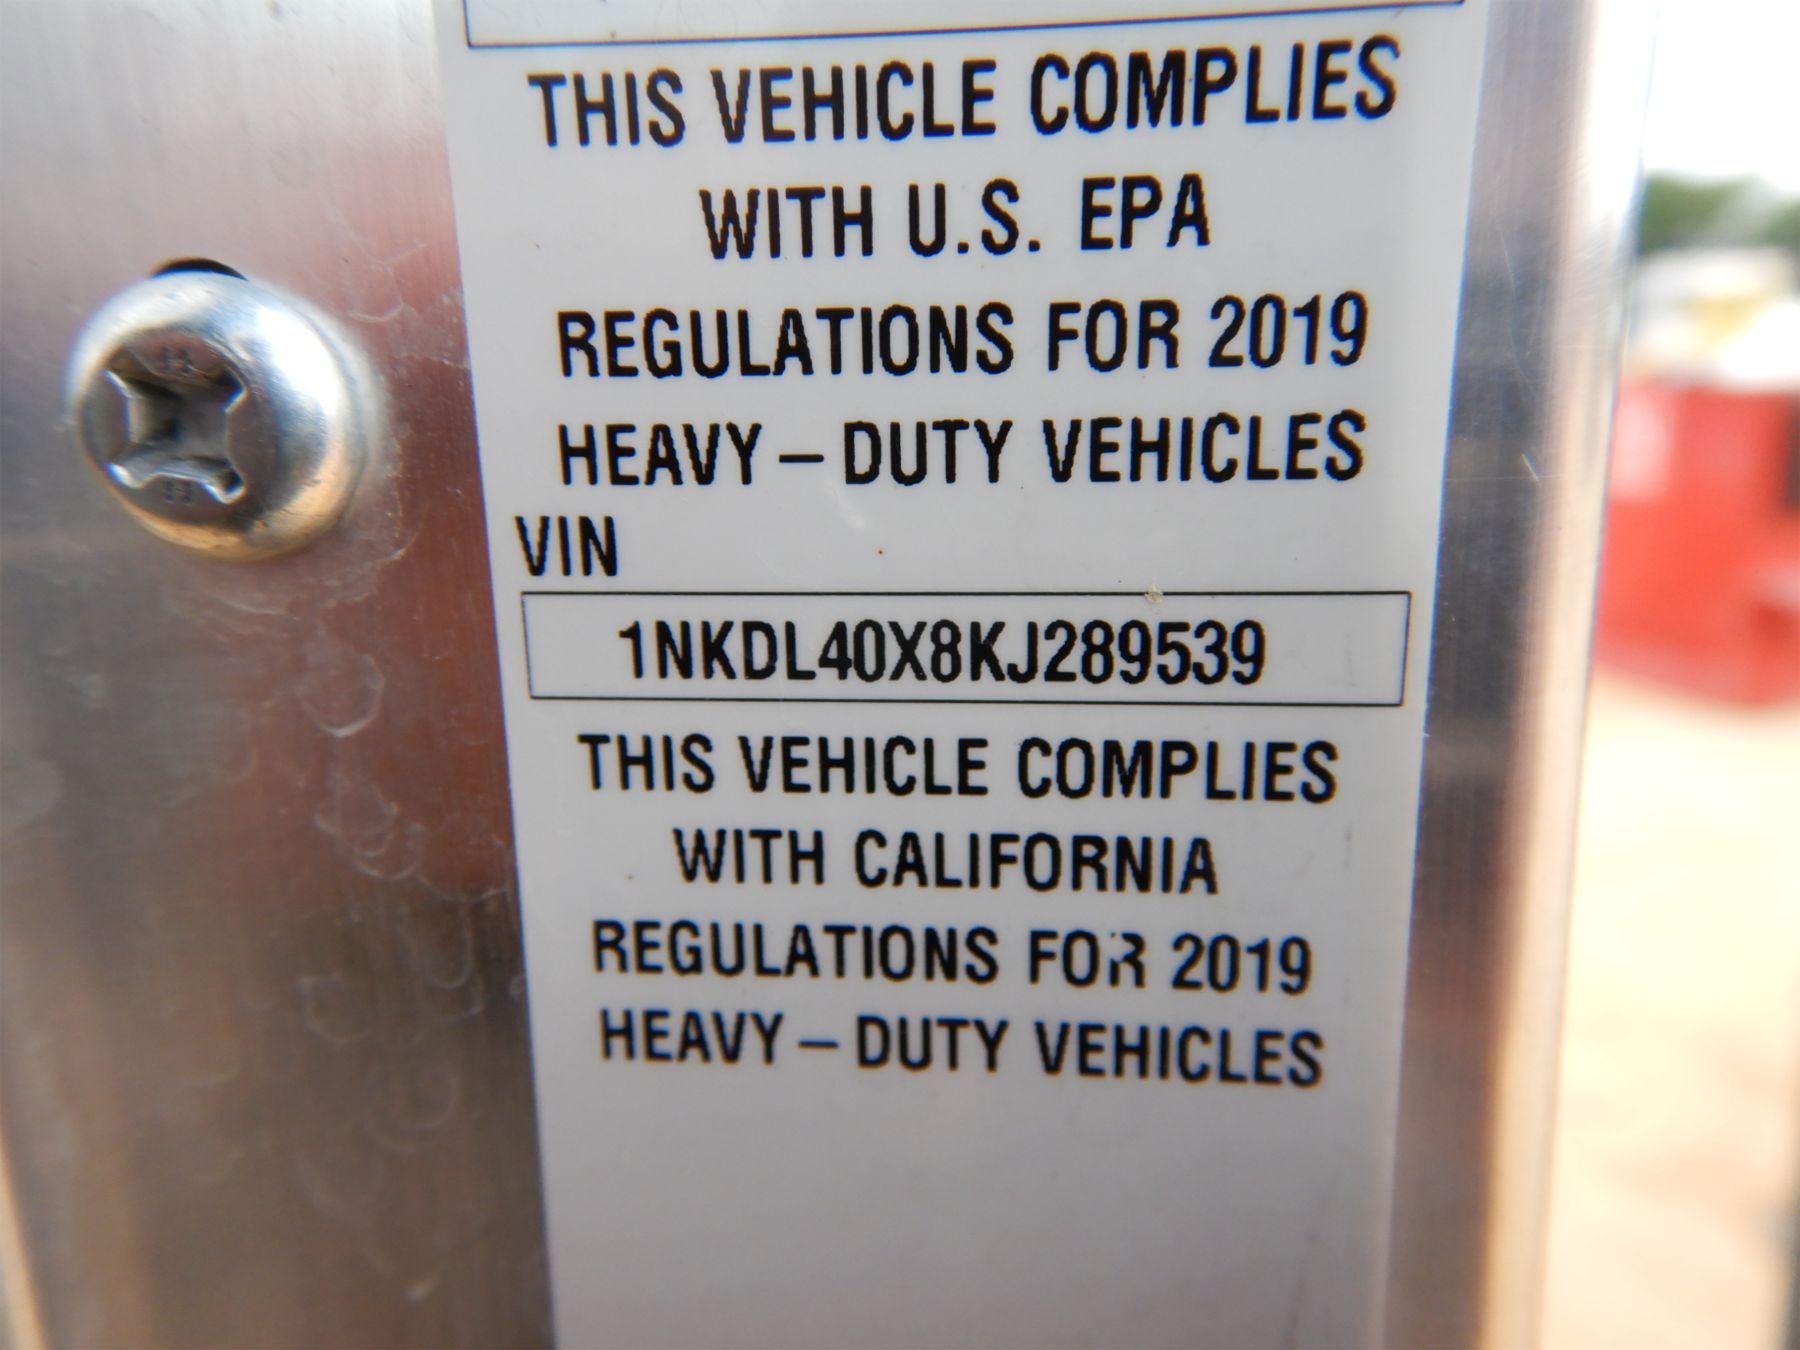 THIS VEHICLE COMPLIES
WITH U.S. EPA
REGULATIONS FOR 2019
HEAVY – DUTY VEHICLES
VIN
1NKDL40X8KJ289539
THIS VEHICLE COMPLIES
WITH CALIFORNIA
REGULATIONS FOR 2019
HEAVY – DUTY VEHICLES